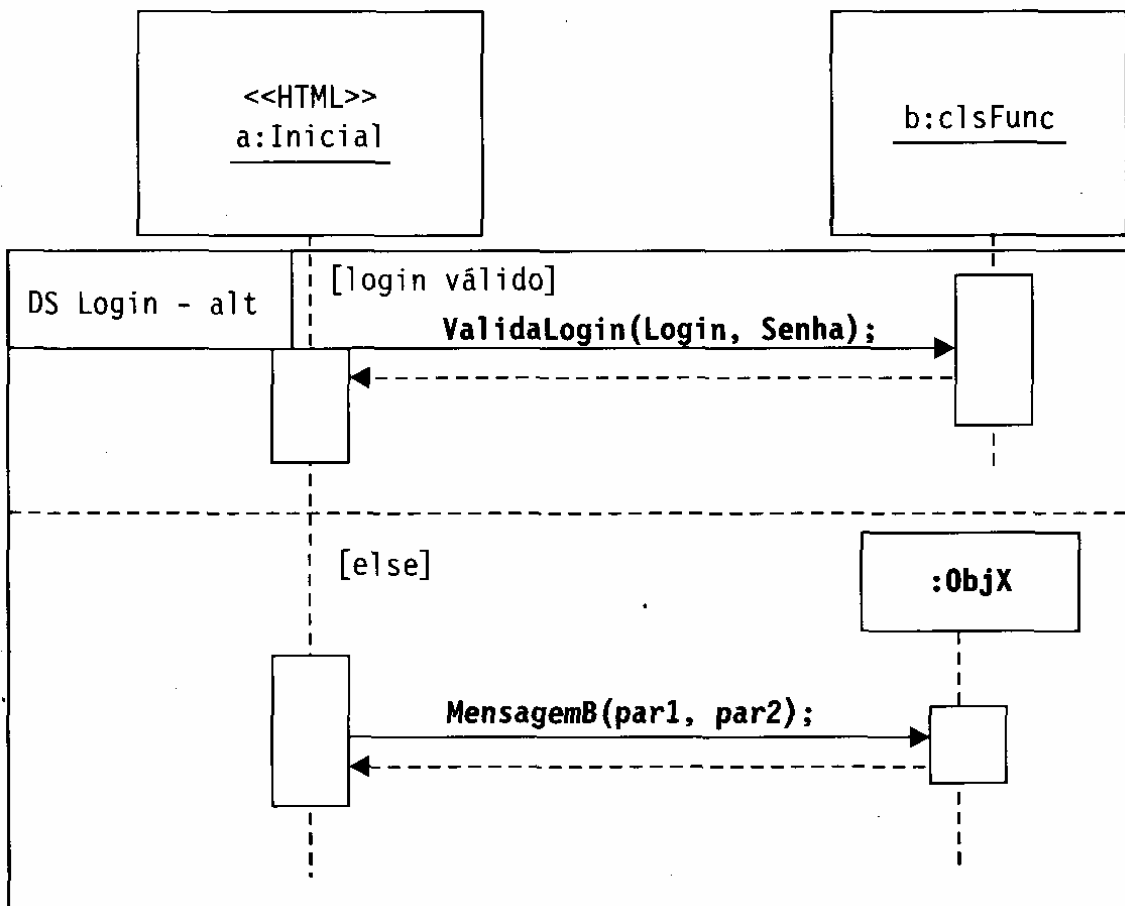 <<HTML>>
a:Inicial
b:clsFunc
DS Login - alt
[login válido]
ValidaLogin(Login, Senha);
[else]
:ObjX
MensagemB(par1, par2);